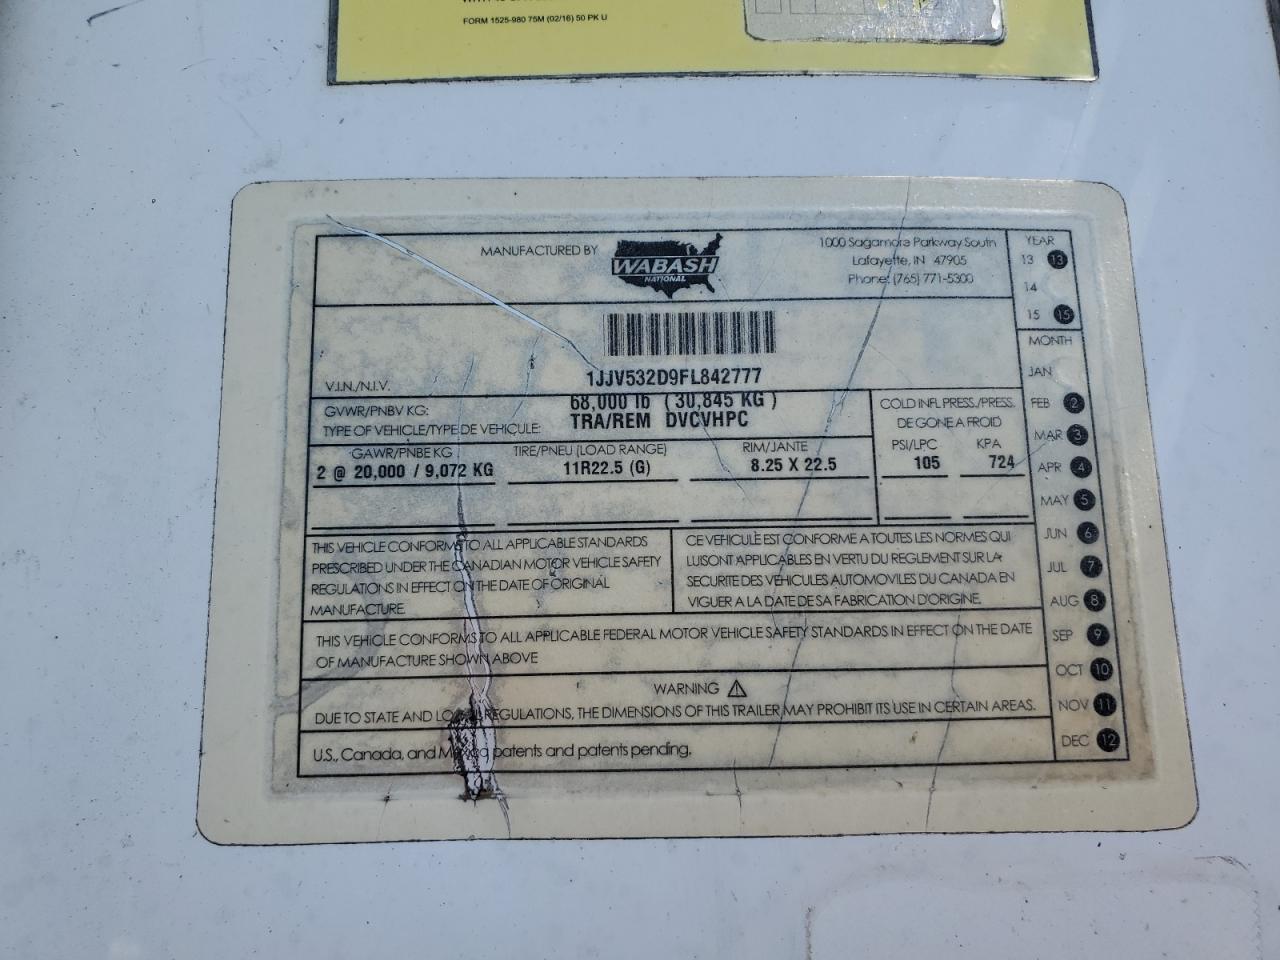 FORM 1525-980 75M (02/16) 50 PK U
MANUFACTURED BY
WABASH
NATIONAL
1000 Sagamore Parkway South
Lafayette, IN 47905
Phone: (765) 771-5300
YEAR
13 13
14
15 15
V.I.N./N.I.V.
1JJV532D9FL842777
GVWR/PNBV KG:
68,000 lb ( 30,845 KG )
TYPE OF VEHICLE/TYPE DE VEHICULE:
TRA/REM DVCVHPC
COLD INFL PRESS./PRESS.
DE GONE A FROID
PSI/LPC KPA
105 724
GAWR/PNBE KG
TIRE/PNEU (LOAD RANGE)
RIM/JANTE
2 @ 20,000 / 9,072 KG
11R22.5 (G)
8.25 X 22.5
MONTH
JAN
FEB 2
MAR 3
APR 4
MAY 5
JUN 6
JUL 7
AUG 8
SEP 9
OCT 10
NOV 11
DEC 12
THIS VEHICLE CONFORMS TO ALL APPLICABLE STANDARDS
PRESCRIBED UNDER THE CANADIAN MOTOR VEHICLE SAFETY
REGULATIONS IN EFFECT ON THE DATE OF ORIGINAL
MANUFACTURE
CE VEHICULE EST CONFORME A TOUTES LES NORMES QUI
LUISONT APPLICABLES EN VERTU DU REGLEMENT SUR LA
SECURITE DES VEHICULES AUTOMOVILES DU CANADA EN
VIGUER A LA DATE DE SA FABRICATION D'ORIGINE.
THIS VEHICLE CONFORMS TO ALL APPLICABLE FEDERAL MOTOR VEHICLE SAFETY STANDARDS IN EFFECT ON THE DATE
OF MANUFACTURE SHOWN ABOVE
WARNING
DUE TO STATE AND LOCAL REGULATIONS, THE DIMENSIONS OF THIS TRAILER MAY PROHIBIT ITS USE IN CERTAIN AREAS.
U.S., Canada, and Mexico patents and patents pending.